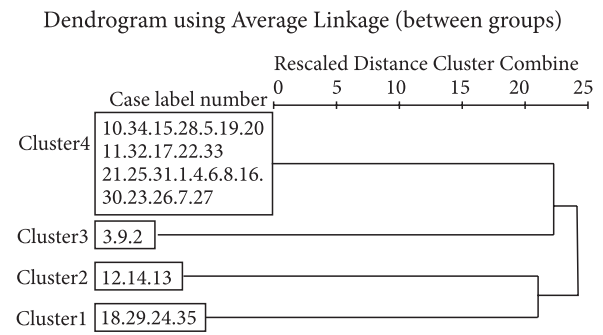 Dendrogram using Average Linkage (between groups)
Rescaled Distance Cluster Combine
0 5 10 15 20 25
Case label number
Cluster4
10.34.15.28.5.19.20
11.32.17.22.33
21.25.31.1.4.6.8.16.
30.23.26.7.27
Cluster3 3.9.2
Cluster2 12.14.13
Cluster1 18.29.24.35